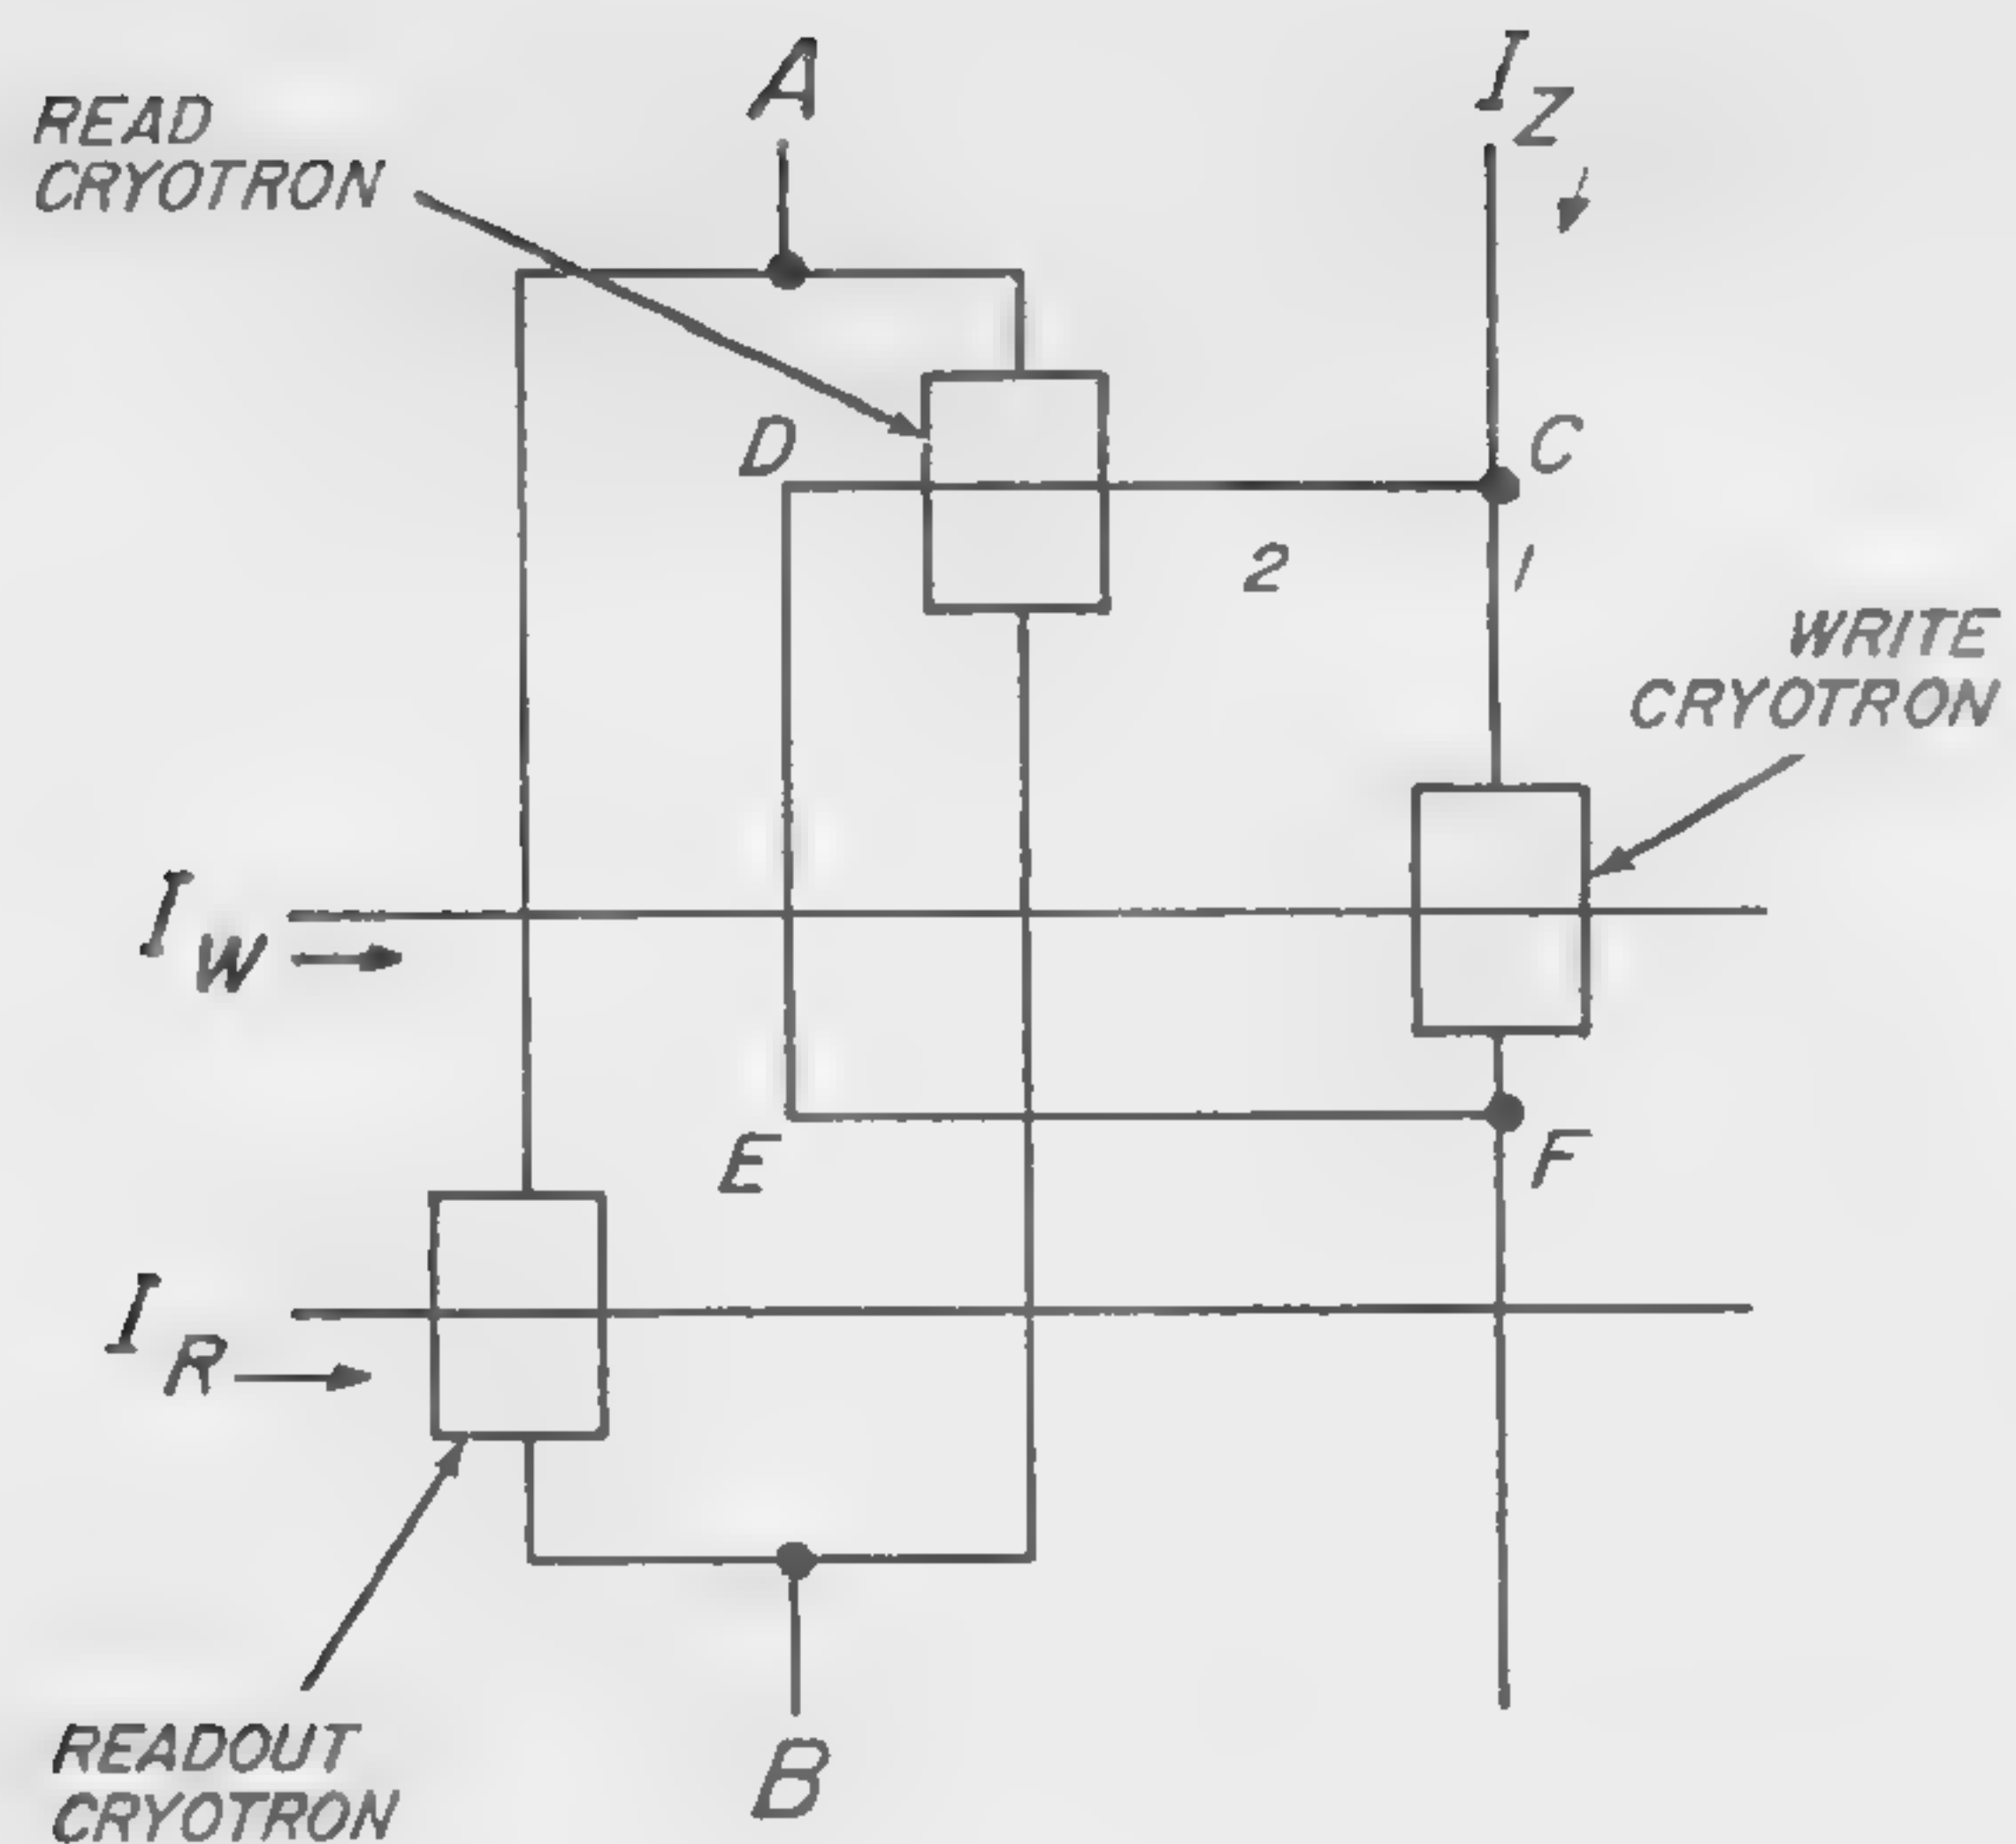 A
I Z
READ
CRYOTRON
D
C
2
1
WRITE
CRYOTRON
I W
E
F
I R
READOUT
CRYOTRON
B